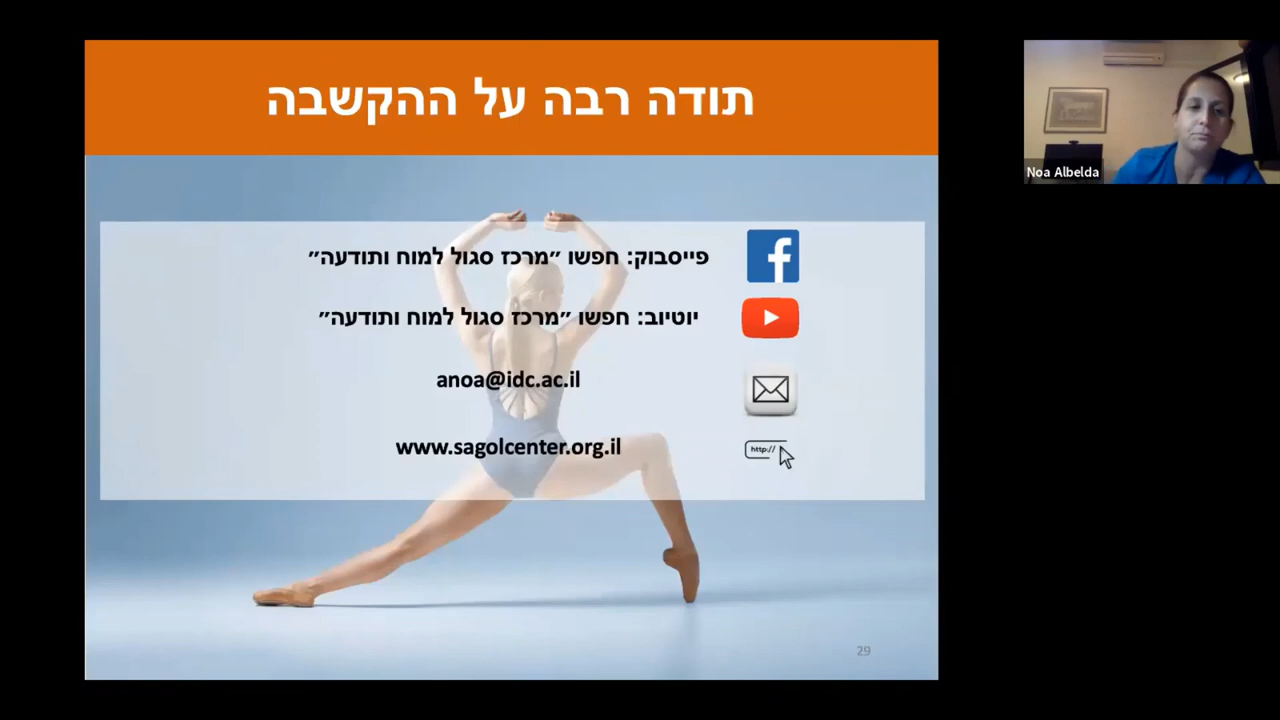 תודה רבה על ההקשבה
פייסבוק: חפשו ״מרכז סגול למוח ותודעה״
יוטיוב: חפשו ״מרכז סגול למוח ותודעה״
anoa@idc.ac.il
www.sagolcenter.org.il
http://
29
Noa Albelda